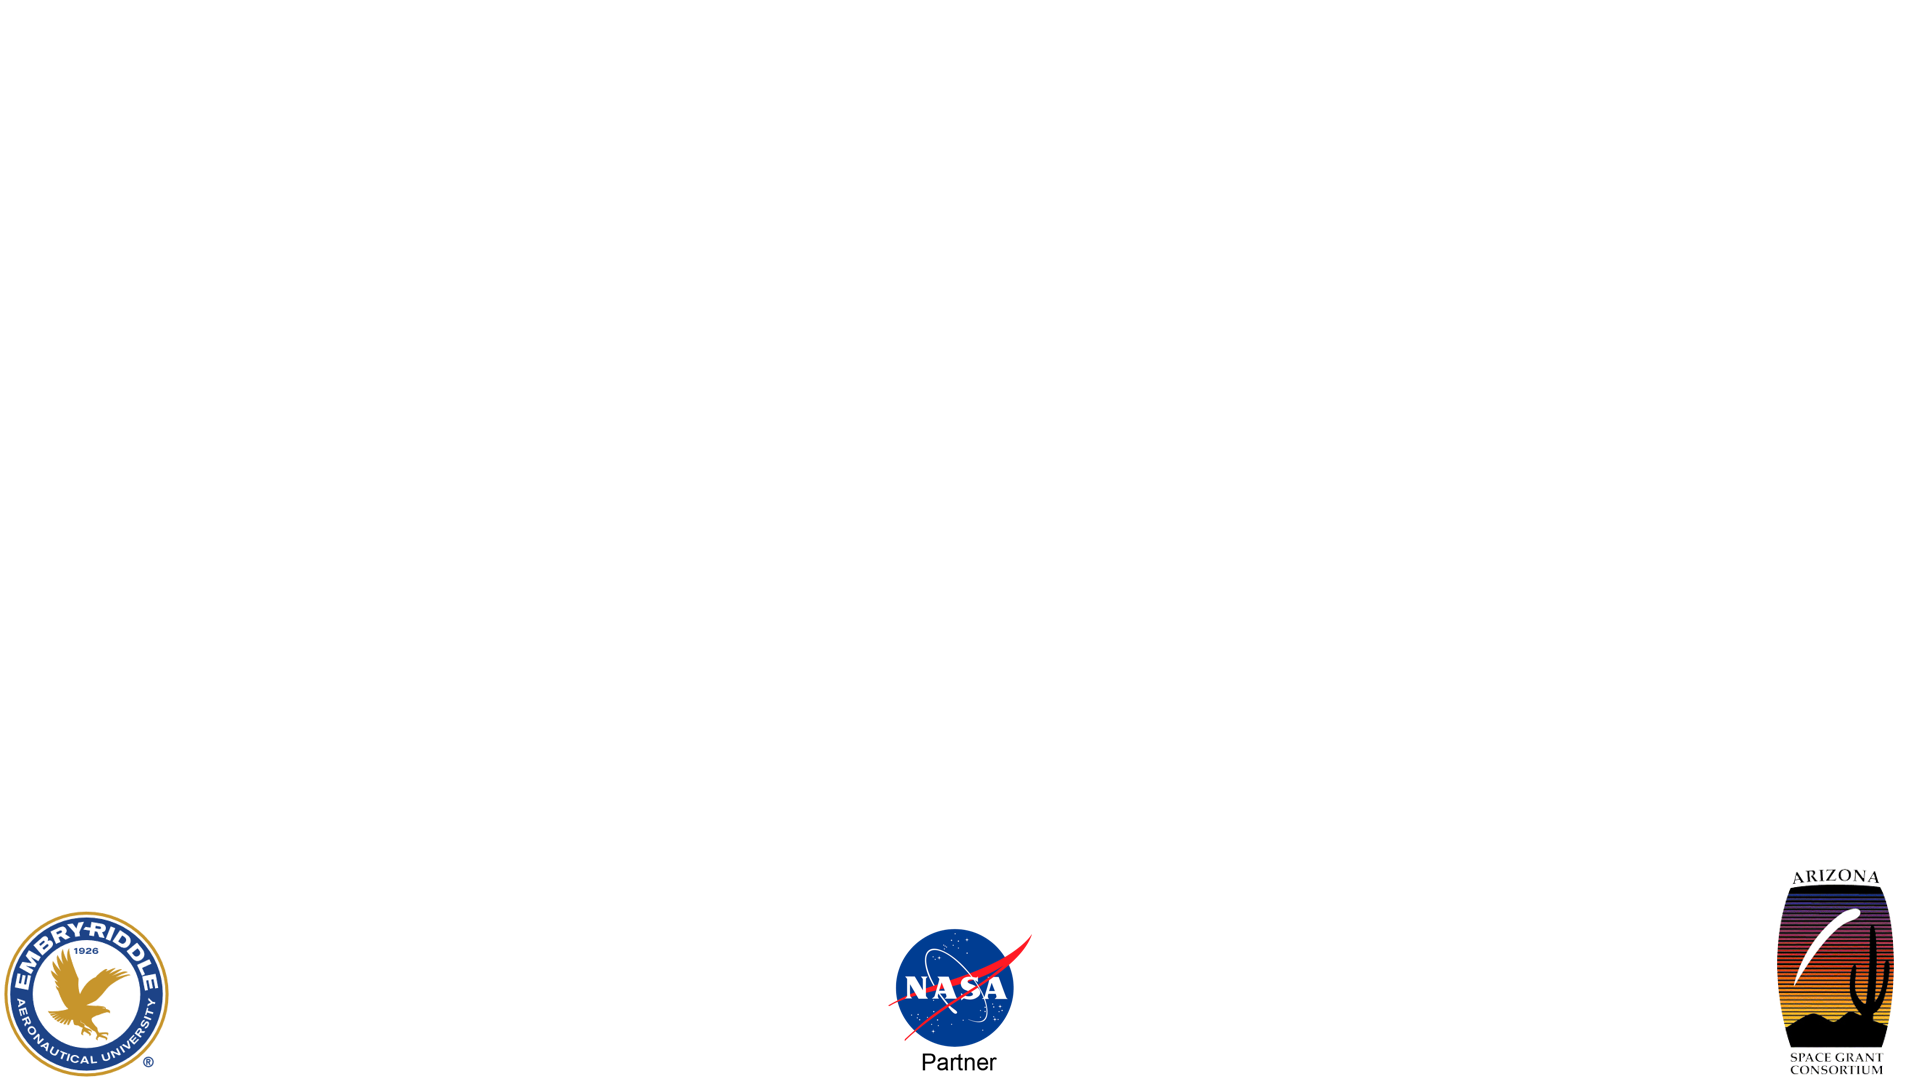 EMBRY-RIDDLE
1926
AERONAUTICAL UNIVERSITY
®
NASA
Partner
ARIZONA
SPACE GRANT
CONSORTIUM